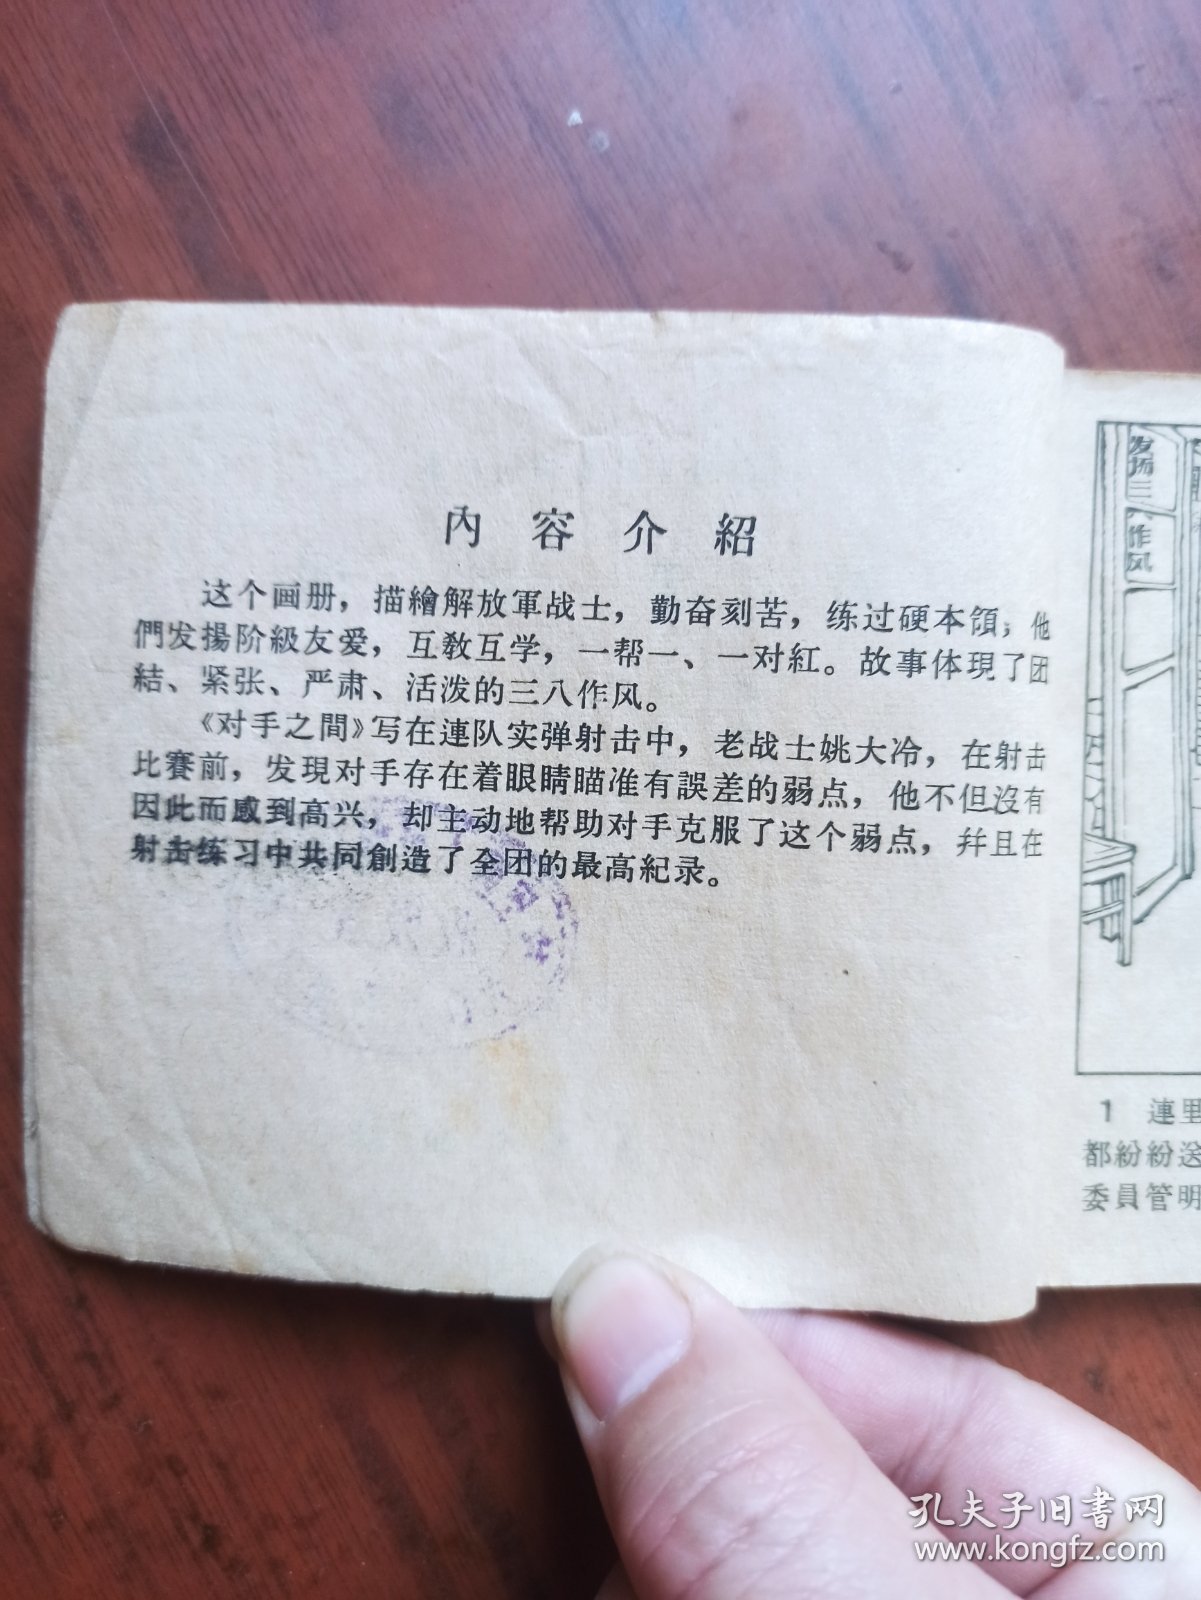 內容介紹
这个画册，描繪解放軍战士，勤奋刻苦，练过硬本領；他
們发揚阶級友爱，互敎互学，一帮一、一对紅。故事体現了团
結、紧张、严肃、活泼的三八作风。
《对手之間》写在連队实弹射击中，老战士姚大冷，在射击
比賽前，发現对手存在着眼睛瞄准有誤差的弱点，他不但沒有
因此而感到高兴，却主动地帮助对手克服了这个弱点，幷且在
射击练习中共同創造了全团的最高紀录。
发扬三八作风
1 連里
都紛紛送
委員管明
孔夫子旧书网
www.kongfz.com